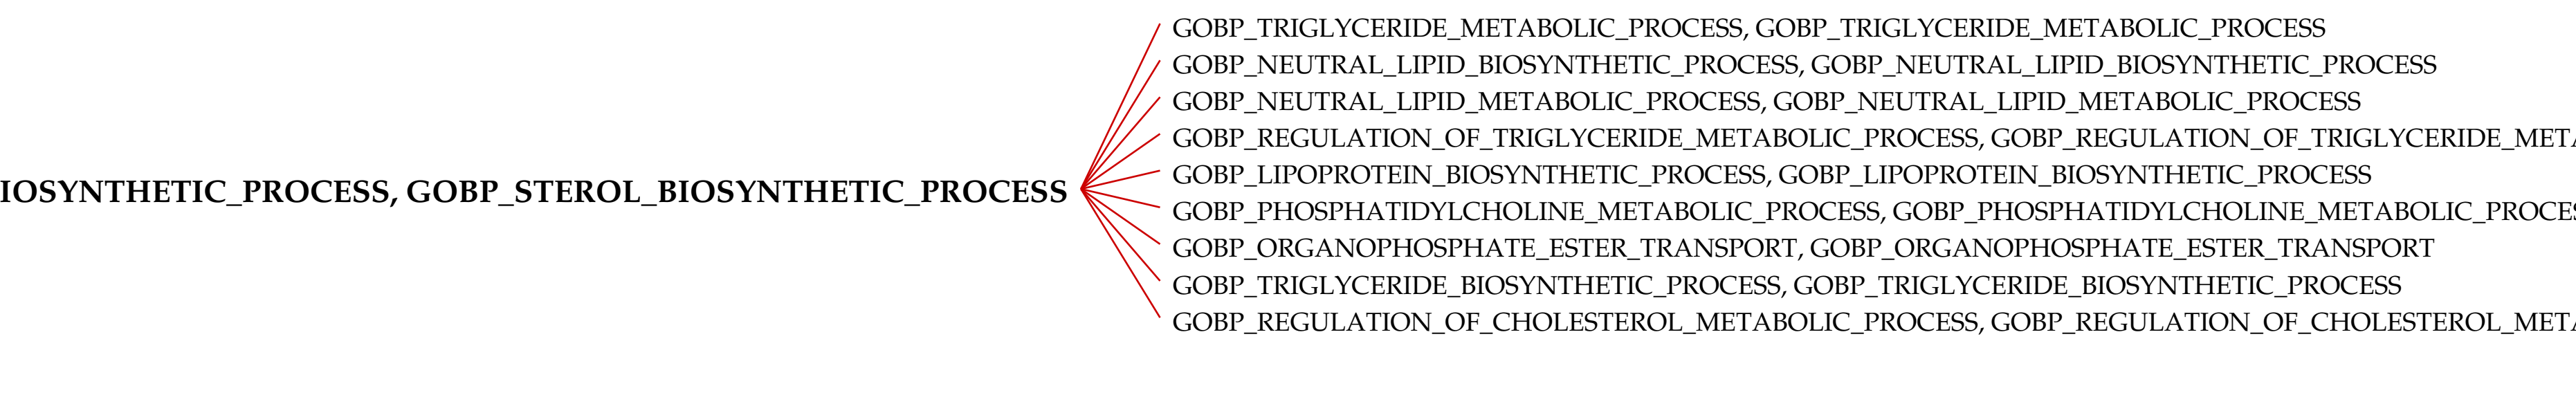 GOBP_TRIGLYCERIDE_METABOLIC_PROCESS, GOBP_TRIGLYCERIDE_METABOLIC_PROCESS
GOBP_NEUTRAL_LIPID_BIOSYNTHETIC_PROCESS, GOBP_NEUTRAL_LIPID_BIOSYNTHETIC_PROCESS
GOBP_NEUTRAL_LIPID_METABOLIC_PROCESS, GOBP_NEUTRAL_LIPID_METABOLIC_PROCESS
GOBP_REGULATION_OF_TRIGLYCERIDE_METABOLIC_PROCESS, GOBP_REGULATION_OF_TRIGLYCERIDE_META
GOBP_LIPOPROTEIN_BIOSYNTHETIC_PROCESS, GOBP_LIPOPROTEIN_BIOSYNTHETIC_PROCESS
IOSYNTHETIC_PROCESS, GOBP_STEROL_BIOSYNTHETIC_PROCESS
GOBP_PHOSPHATIDYLCHOLINE_METABOLIC_PROCESS, GOBP_PHOSPHATIDYLCHOLINE_METABOLIC_PROCES
GOBP_ORGANOPHOSPHATE_ESTER_TRANSPORT, GOBP_ORGANOPHOSPHATE_ESTER_TRANSPORT
GOBP_TRIGLYCERIDE_BIOSYNTHETIC_PROCESS, GOBP_TRIGLYCERIDE_BIOSYNTHETIC_PROCESS
GOBP_REGULATION_OF_CHOLESTEROL_METABOLIC_PROCESS, GOBP_REGULATION_OF_CHOLESTEROL_META